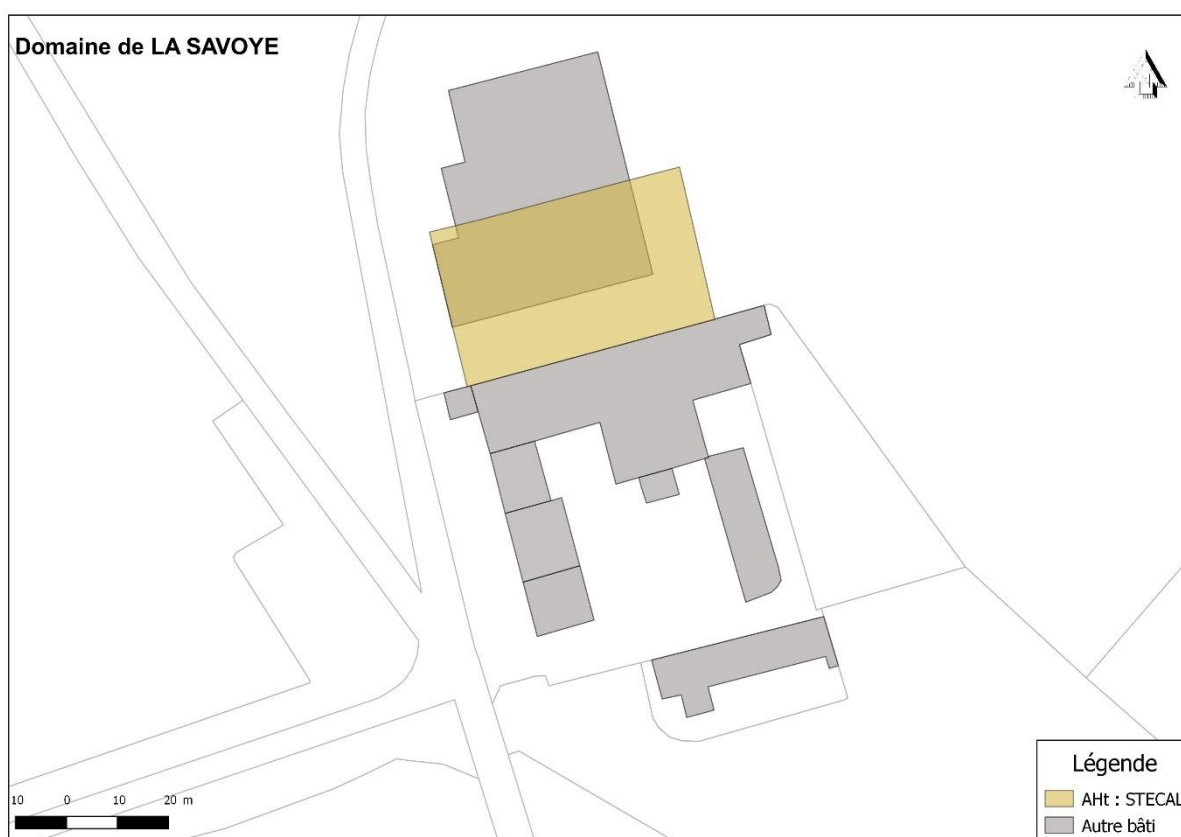 Domaine de LA SAVOYE
Légende
AHt : STECAL
Autre bâti
10 0 10 20 m